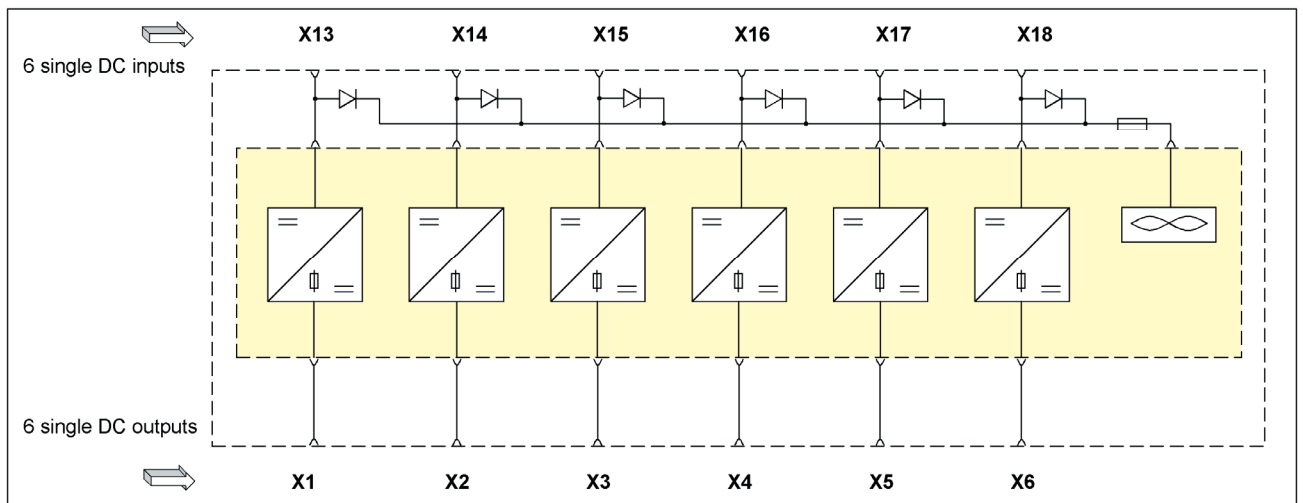 X13 X14 X15 X16 X17 X18
6 single DC inputs
6 single DC outputs
X1 X2 X3 X4 X5 X6